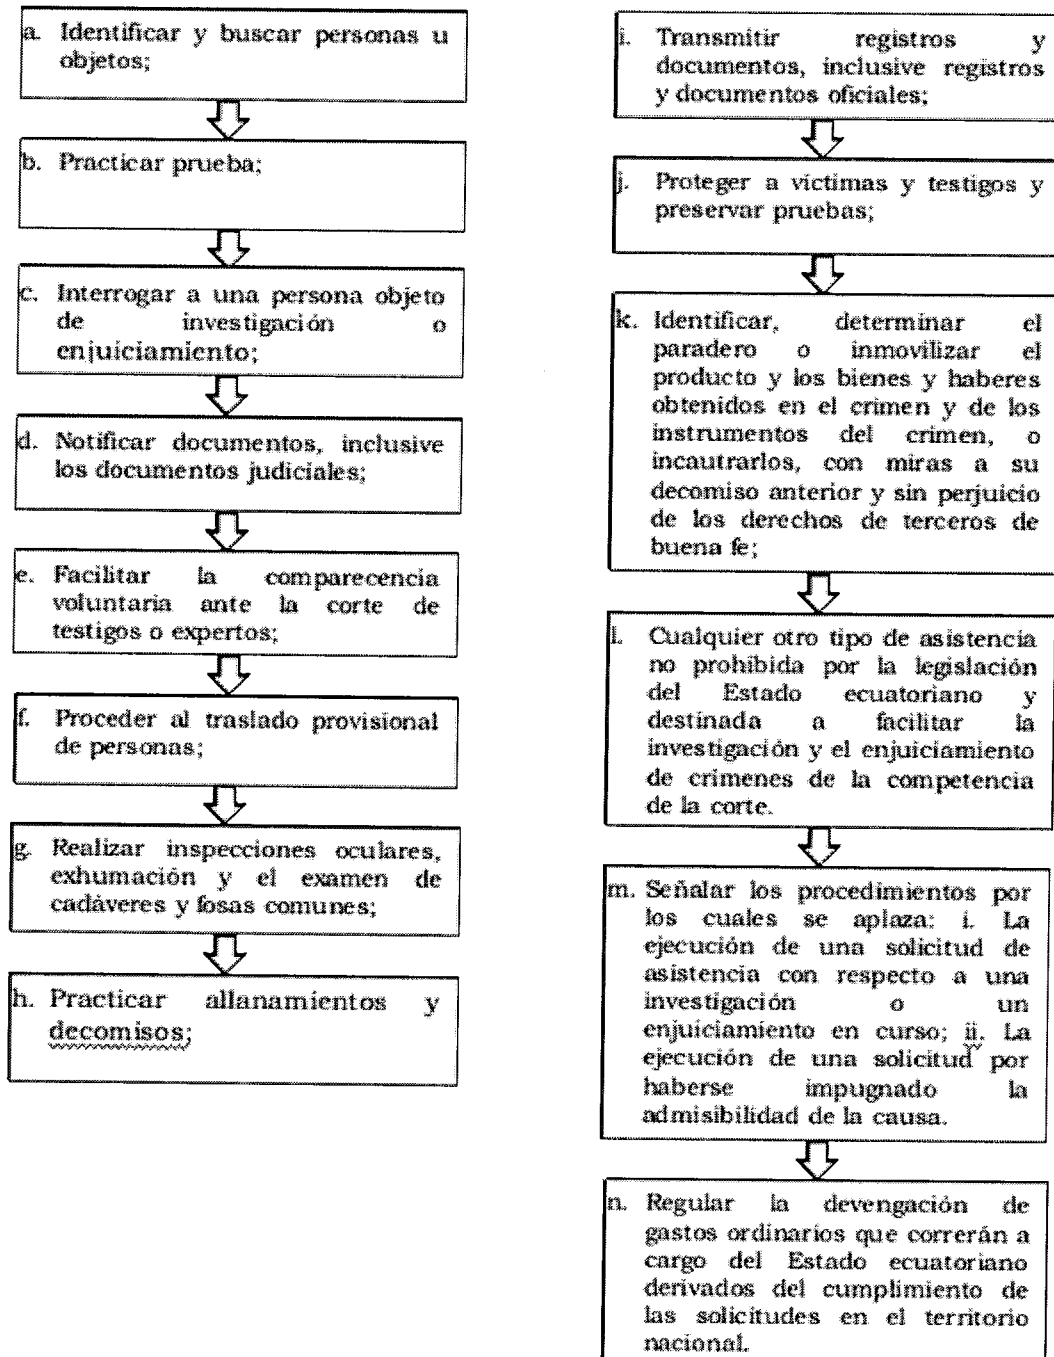 a. Identificar y buscar personas u
objetos;
b. Practicar prueba;
c. Interrogar a una persona objeto
de investigación o
enjuiciamiento;
d. Notificar documentos, inclusive
los documentos judiciales;
e. Facilitar la comparecencia
voluntaria ante la corte de
testigos o expertos;
f. Proceder al traslado provisional
de personas;
g. Realizar inspecciones oculares,
exhumación y el examen de
cadáveres y fosas comunes;
h. Practicar allanamientos y
decomisos;
i. Transmitir registros y
documentos, inclusive registros
y documentos oficiales;
j. Proteger a víctimas y testigos y
preservar pruebas;
k. Identificar, determinar el
paradero o inmovilizar el
producto y los bienes y haberes
obtenidos en el crimen y de los
instrumentos del crimen, o
incautrarlos, con miras a su
decomiso anterior y sin perjuicio
de los derechos de terceros de
buena fe;
l. Cualquier otro tipo de asistencia
no prohibida por la legislación
del Estado ecuatoriano y
destinada a facilitar la
investigación y el enjuiciamiento
de crímenes de la competencia
de la corte.
m. Señalar los procedimientos por
los cuales se aplaza: i. La
ejecución de una solicitud de
asistencia con respecto a una
investigación o un
enjuiciamiento en curso; ii. La
ejecución de una solicitud por
haberse impugnado la
admisibilidad de la causa.
n. Regular la devengación de
gastos ordinarios que correrán a
cargo del Estado ecuatoriano
derivados del cumplimiento de
las solicitudes en el territorio
nacional.